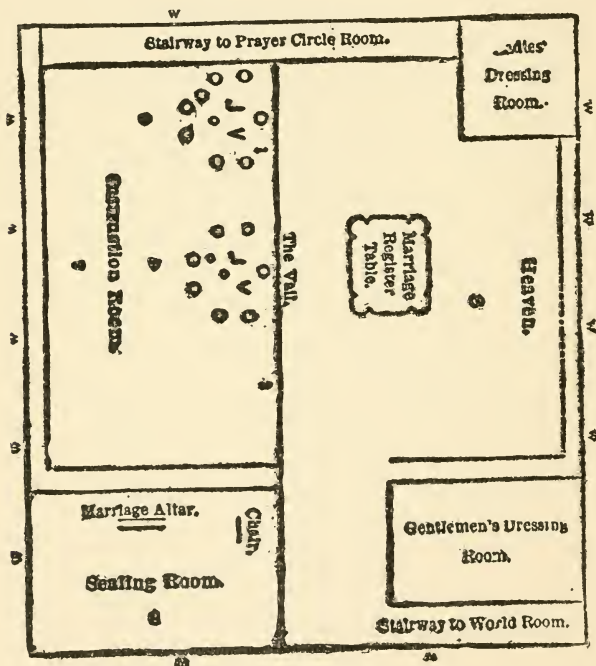 W
Stairway to Prayer Circle Room.
Dressing
Room.
W
W
W
W
The Vail.
Marriage
Register
Table.
Heaven.
S
W
W
Room
Marriage Altar.
Chair.
Sealing Room.
Gentlemen's Dressing
Room.
Stairway to World Room.